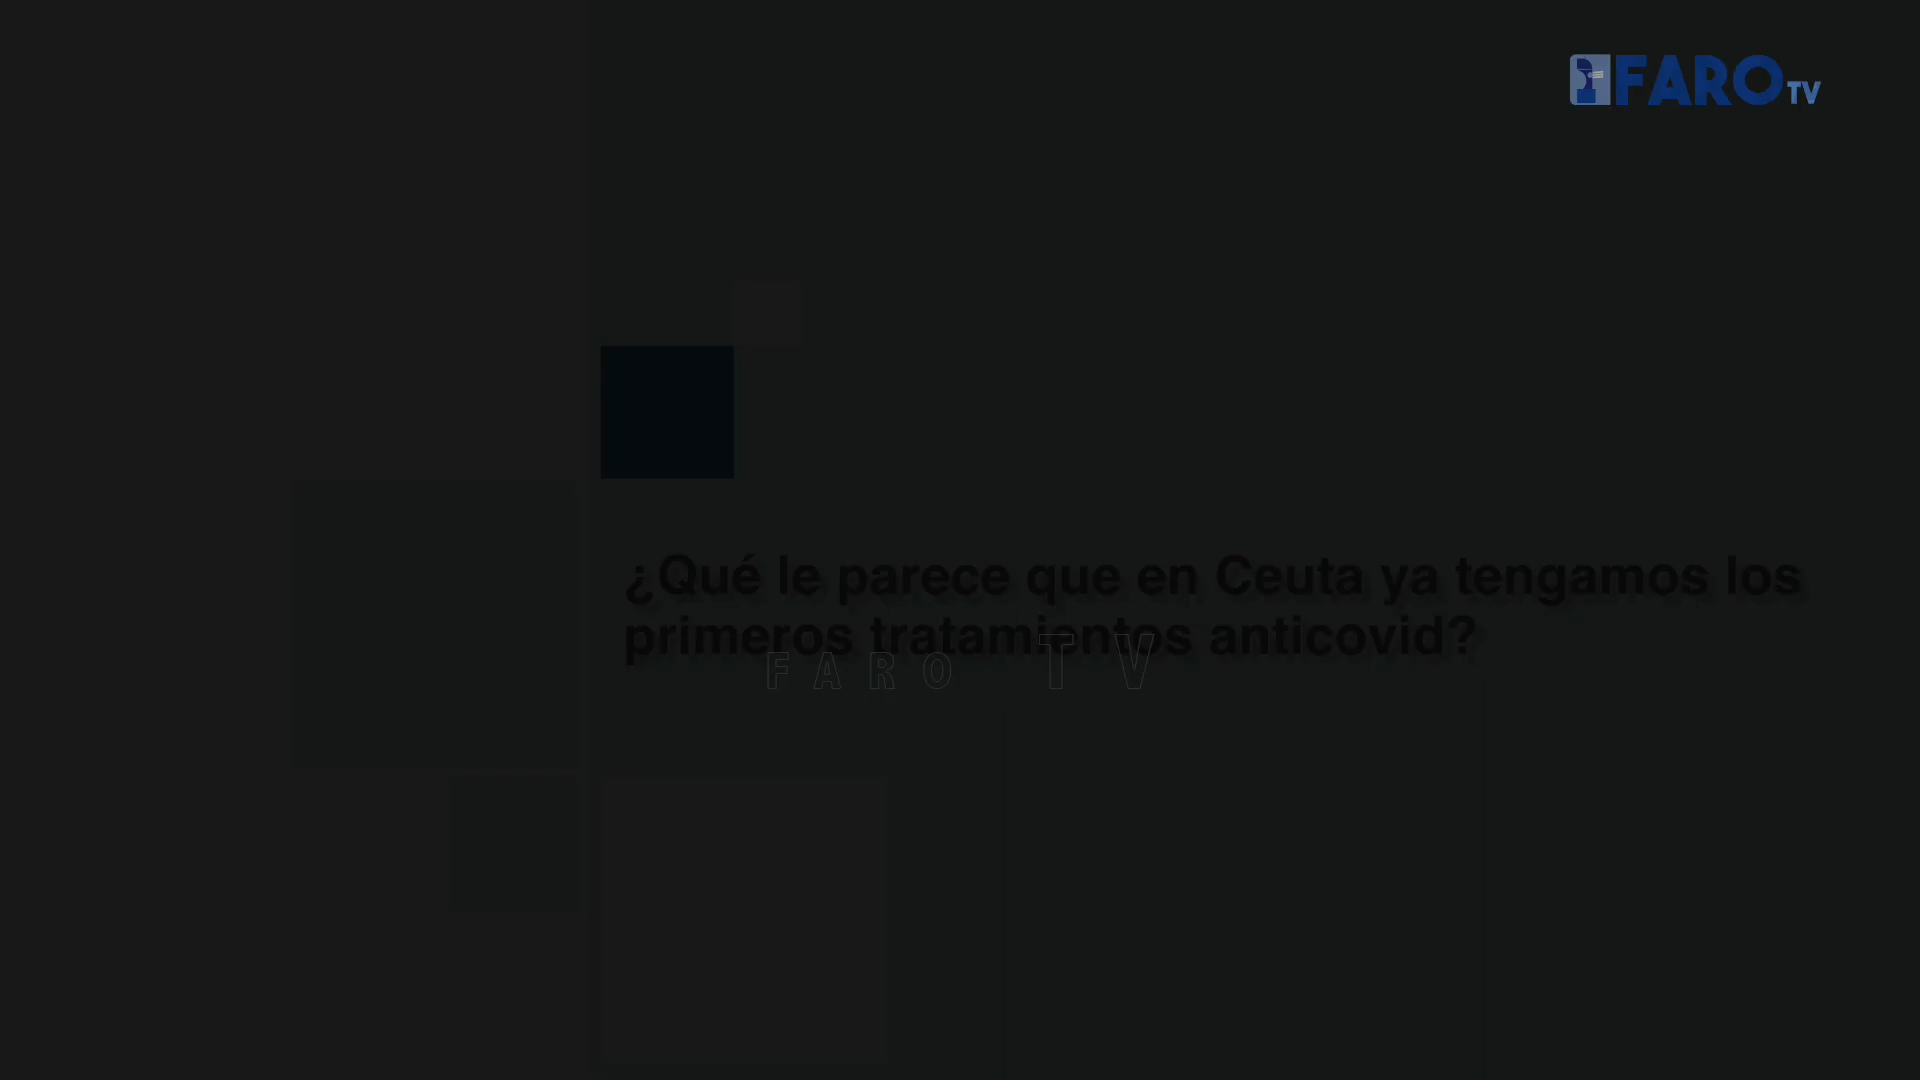 FARO TV
¿Qué le parece que en Ceuta ya tengamos los
primeros tratamientos anticovid?
FARO TV